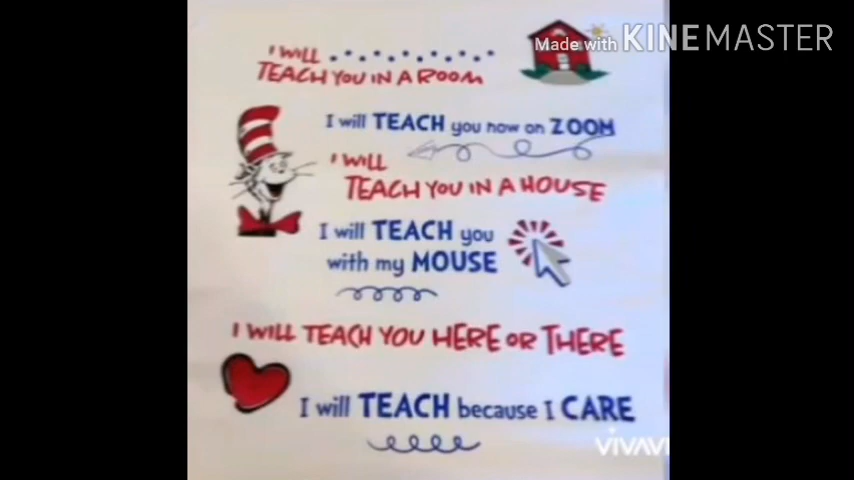 Made with KINEMASTER
I WILL
TEACH YOU IN A ROOM
I will TEACH you now on ZOOM
I WILL
TEACH YOU IN A HOUSE
I will TEACH you
with my MOUSE
I WILL TEACH YOU HERE OR THERE
I will TEACH because I CARE
VIVAVI